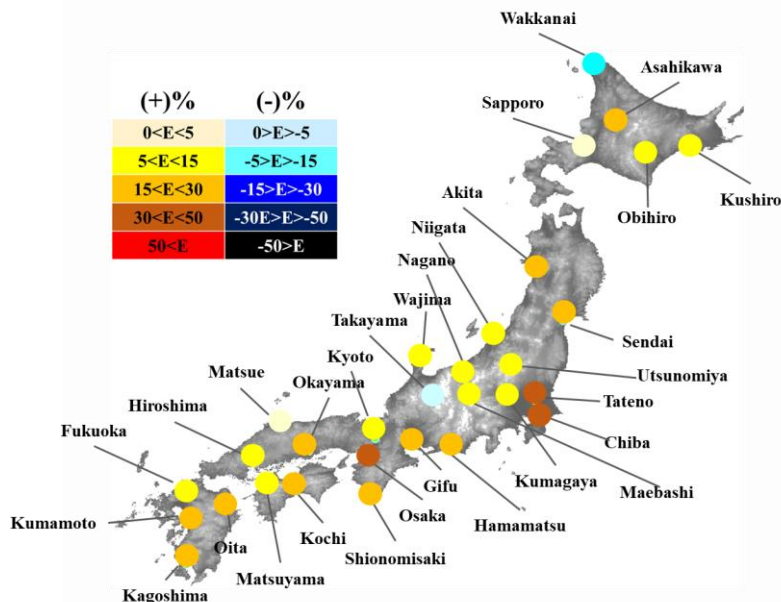 Wakkanai
Asahikawa
(+)% (-)%
Sapporo
0<E<5 0>E>-5
5<E<15 -5>E>-15
15<E<30 -15>E>-30
30<E<50 -30E>E>-50
50<E -50>E
Kushiro
Obihiro
Akita
Niigata
Nagano
Wajima
Takayama
Sendai
Kyoto
Matsue
Okayama
Utsunomiya
Hiroshima
Tateno
Fukuoka
Chiba
Gifu
Kumagaya
Maebashi
Osaka
Hamamatsu
Kumamoto
Kochi
Oita
Shionomisaki
Matsuyama
Kagoshima